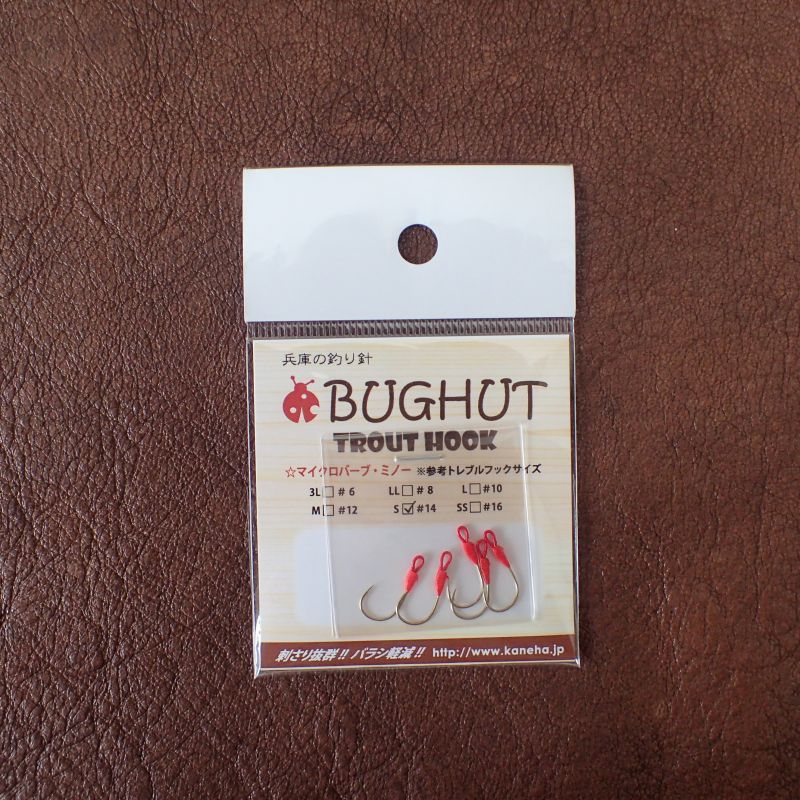 兵庫の釣り針
BUGHUT
TROUT HOOK
☆マイクロバーブ・ミノー ※参考トレブルフックサイズ
3L□ #6 LL□ #8 L□ #10
M□ #12 S☑ #14 SS□ #16
刺さり抜群!! バラシ軽減!! http://www.kaneha.jp